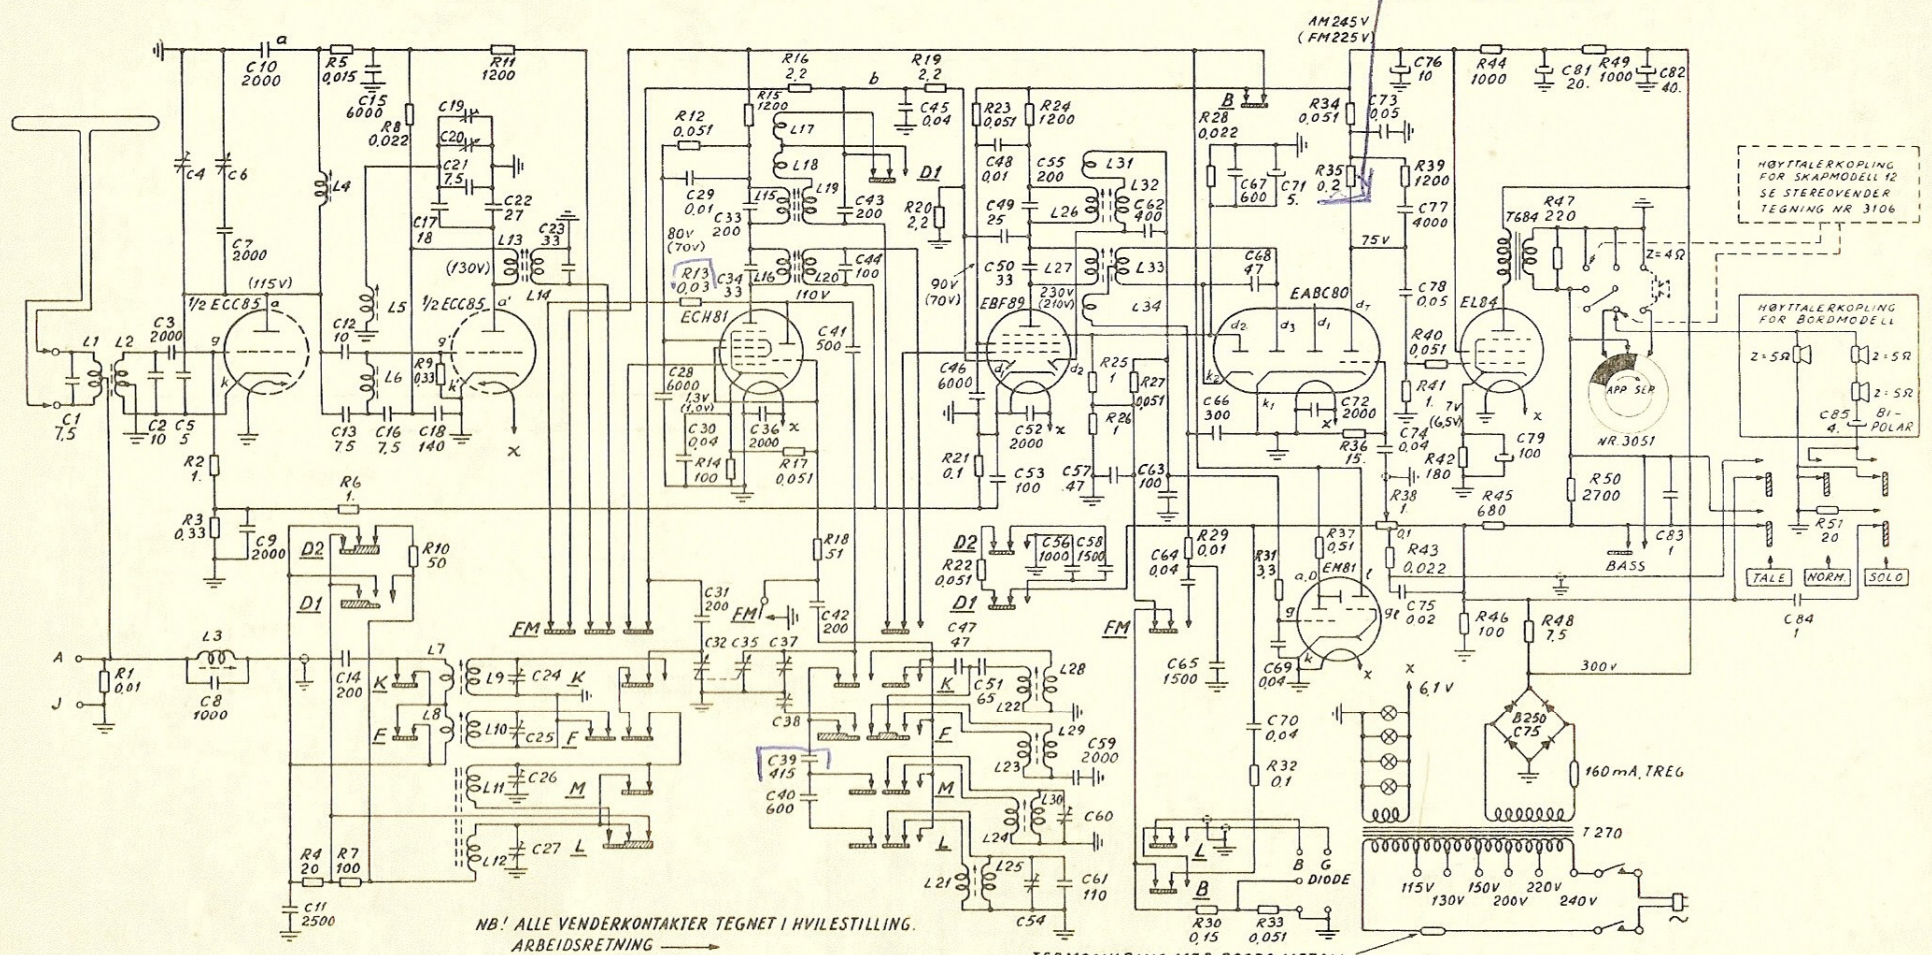 AM 245 V
(FM 225 V)
a
C10
2000
R5
0,015
C15
6000
R11
1200
R8
0,022
C19
C20
C21
7,5
C17
18
C22
27
C4
C6
C7
2000
L4
L5
L13
C23
33
L14
(130V)
(115V)
1/2 ECC85
a
1/2 ECC85
a'
L1
L2
C3
2000
g
k
C1
7,5
C2
10
C5
5
C12
10
L6
R9
0,33
g
k'
C13
7,5
C16
7,5
C18
140
x
R2
1.
R3
0,33
C9
2000
R6
1.
R16
2,2
b
R19
2,2
R15
1200
R12
0,051
L17
L18
C45
0,04
D1
C29
0,01
L15
L19
C33
200
C43
200
R20
2,2
80V
(70V)
R13
0,03
C34
33
L16
L20
C44
100
110V
ECH81
C41
500
C28
6000
1,3V
(1,0V)
C30
0,04
R14
100
C36
2000
x
R17
0,051
R18
51
R23
0,051
R24
1200
C48
0,01
C55
200
L31
L32
C49
25
L26
C62
400
C50
33
L27
L33
90V
(70V)
230V
(210V)
L34
EBF89
C46
6000
d1
d2
R25
1
R26
1
R27
0,051
C52
2000
x
R21
0.1
C53
100
C57
.47
C63
100
B
R28
0,022
C67
600
C71
5.
R34
0,051
C73
0,05
R35
0.2
R39
1200
C77
4000
75V
C68
47
EABC80
d2
d3
d1
dT
k2
k1
C66
300
C72
2000
x
R36
15.
C74
0,04
C78
0,05
R40
0,051
R41
1.
7V
(6,5V)
R42
180
C79
100
EL84
x
C76
10
R44
1000
C81
20.
R49
1000
C82
40.
T684
R47
220
Z=4Ω
HØYTTALERKOPLING
FOR SKAPMODELL 12
SE STEREOVENDER
TEGNING NR 3106
HØYTTALERKOPLING
FOR BORDMODELL
Z=5Ω
Z=5Ω
Z=5Ω
C85
4.
BI-
POLAR
APP SER.
NR.3051
R50
2700
R45
680
C83
1
BASS
R51
20
TALE
NORM.
SOLO
C84
1
R38
1
0,1
R43
0,022
C75
0,02
R46
100
R48
7,5
300V
D2
D1
R10
50
FM
C31
200
FM
C42
200
C32
C35
C37
C38
D2
R22
0,051
D1
C56
1000
C58
1500
C64
0,04
R29
0,01
R31
3,3
R37
0,51
EM81
a,D
l
g
gl
k
x
C69
0,04
FM
C65
1500
A
J
R1
0,01
L3
C8
1000
C14
200
K
F
L7
L8
L9
C24
K
L10
C25
F
L11
C26
M
L12
C27
L
R4
20
R7
100
C11
2500
C39
415
C40
600
C47
47
C51
65
L28
K
L22
F
L29
L23
C59
2000
M
L30
L24
C60
L
L21
L25
C61
110
C54
C70
0,04
R32
0.1
L
B
B
G
DIODE
R30
0,15
R33
0,051
x
6,1 V
B250
C75
160 mA, TREG
T 270
115V
130V
150V
200V
220V
240V
NB! ALLE VENDERKONTAKTER TEGNET I HVILESTILLING.
ARBEIDSRETNING